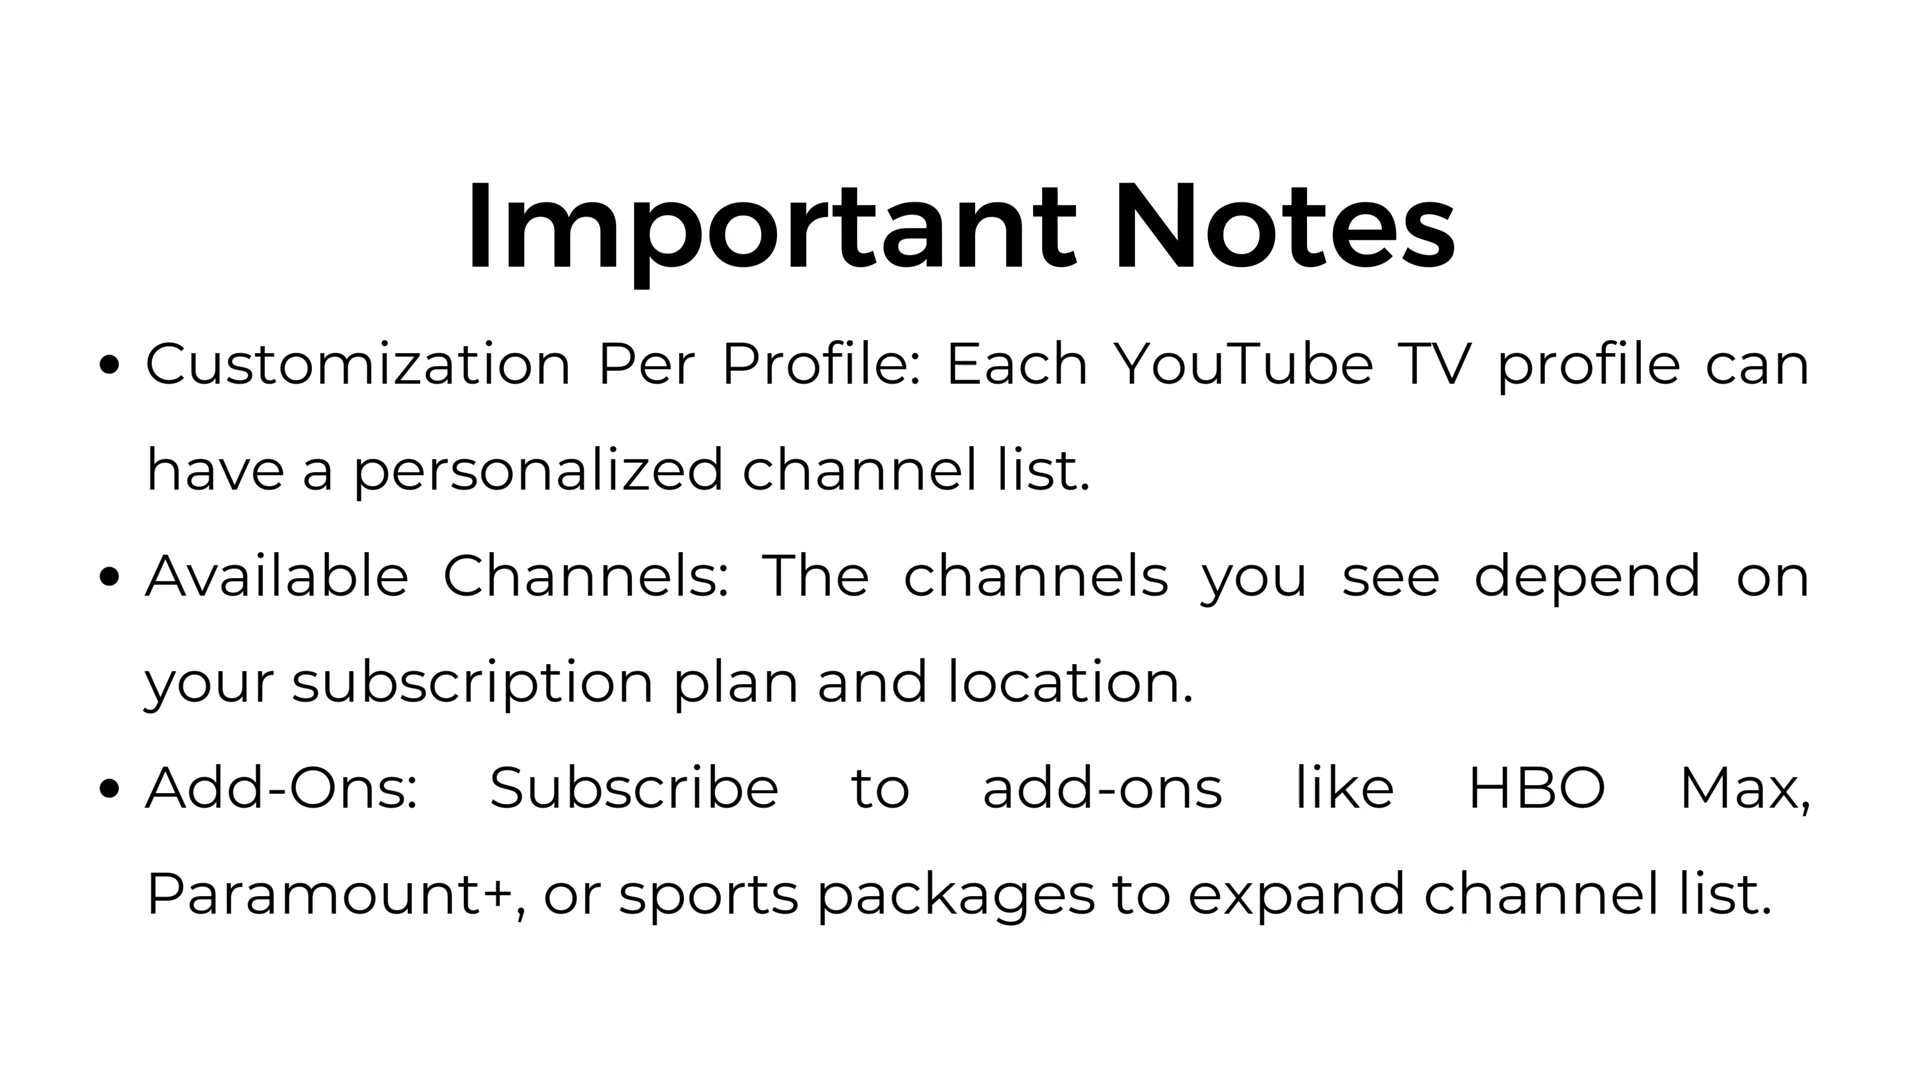 Important Notes
• Customization Per Profile: Each YouTube TV profile can
have a personalized channel list.
• Available Channels: The channels you see depend on
your subscription plan and location.
• Add-Ons: Subscribe to add-ons like HBO Max,
Paramount+, or sports packages to expand channel list.